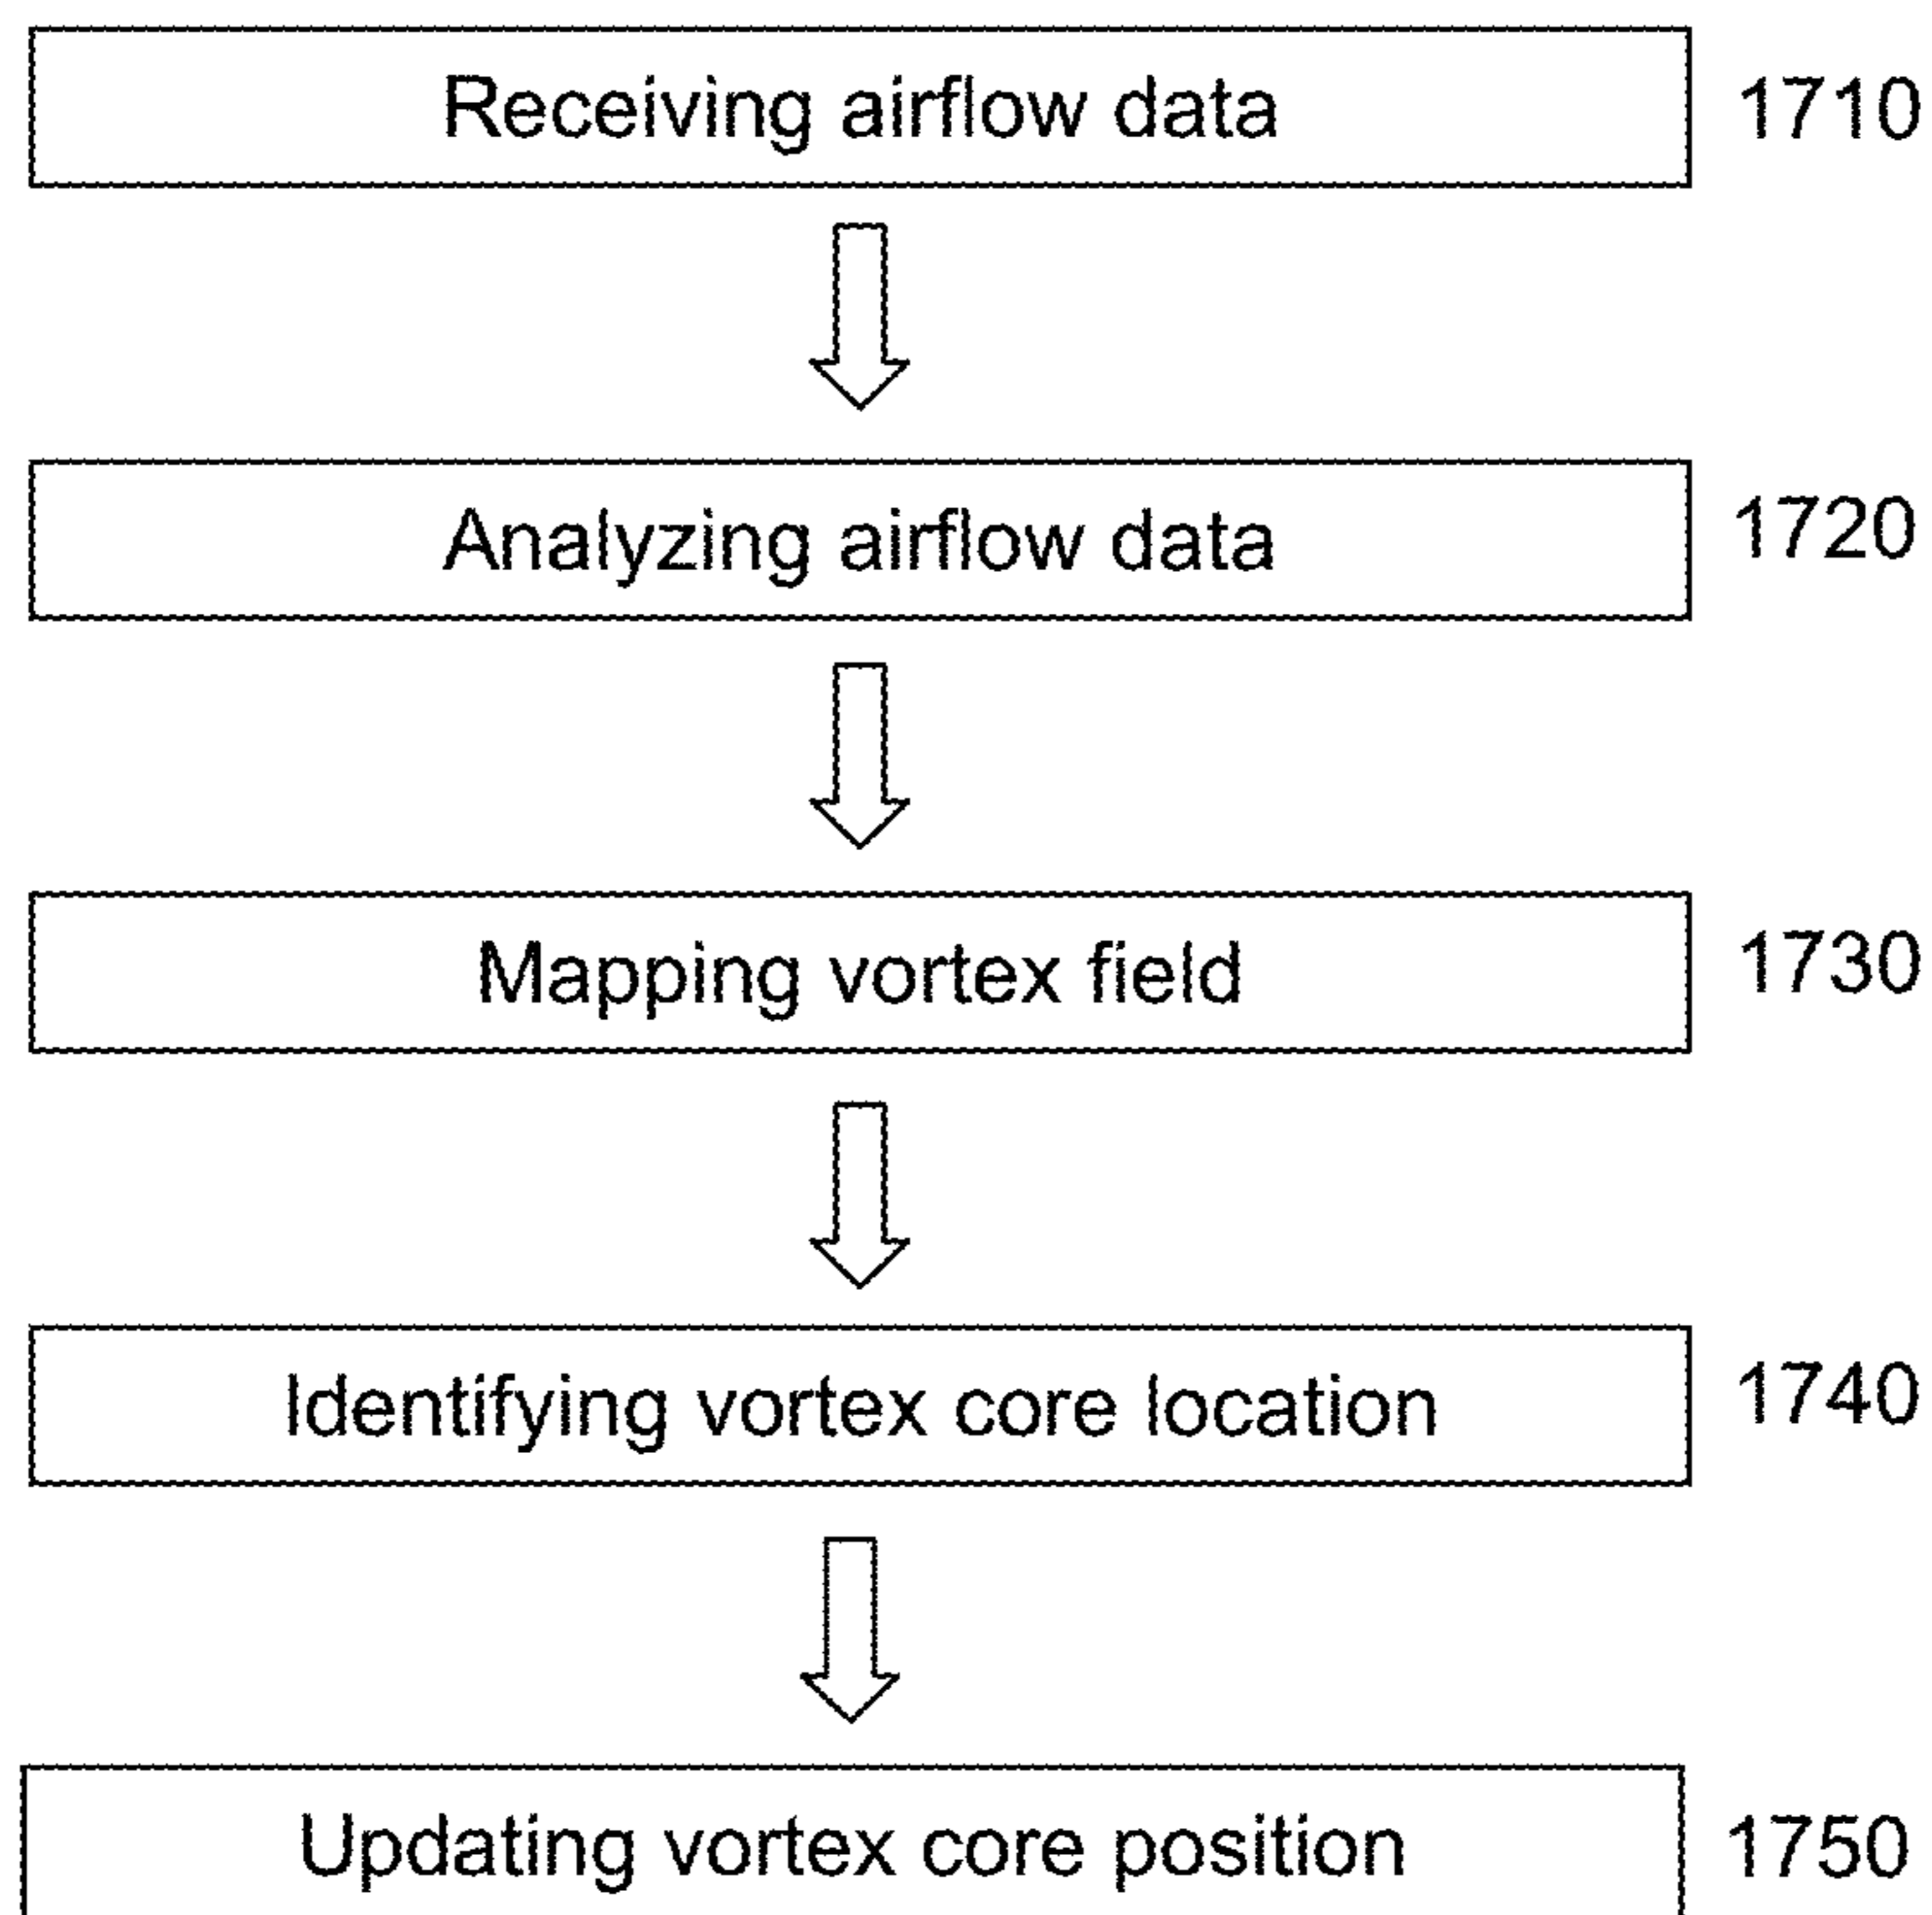 Receiving airflow data 1710
Analyzing airflow data 1720
Mapping vortex field 1730
Identifying vortex core location 1740
Updating vortex core position 1750